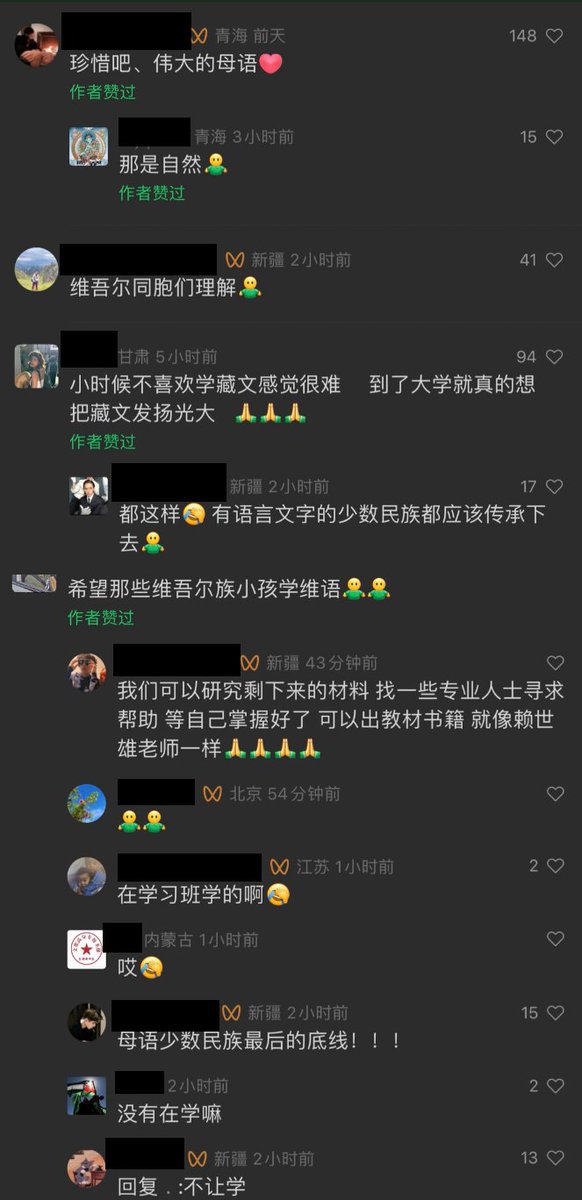 青海 前天
148
珍惜吧、伟大的母语
作者赞过
青海 3小时前
15
那是自然
作者赞过
新疆 2小时前
41
维吾尔同胞们理解
甘肃 5小时前
94
小时候不喜欢学藏文感觉很难 到了大学就真的想
把藏文发扬光大
作者赞过
新疆 2小时前
17
都这样 有语言文字的少数民族都应该传承下
去
希望那些维吾尔族小孩学维语
作者赞过
新疆 43分钟前
我们可以研究剩下来的材料 找一些专业人士寻求
帮助 等自己掌握好了 可以出教材书籍 就像赖世
雄老师一样
北京 54分钟前
江苏 1小时前
2
在学习班学的啊
内蒙古 1小时前
哎
新疆 2小时前
15
母语少数民族最后的底线！！！
2小时前
2
没有在学嘛
新疆 2小时前
13
回复 . :不让学